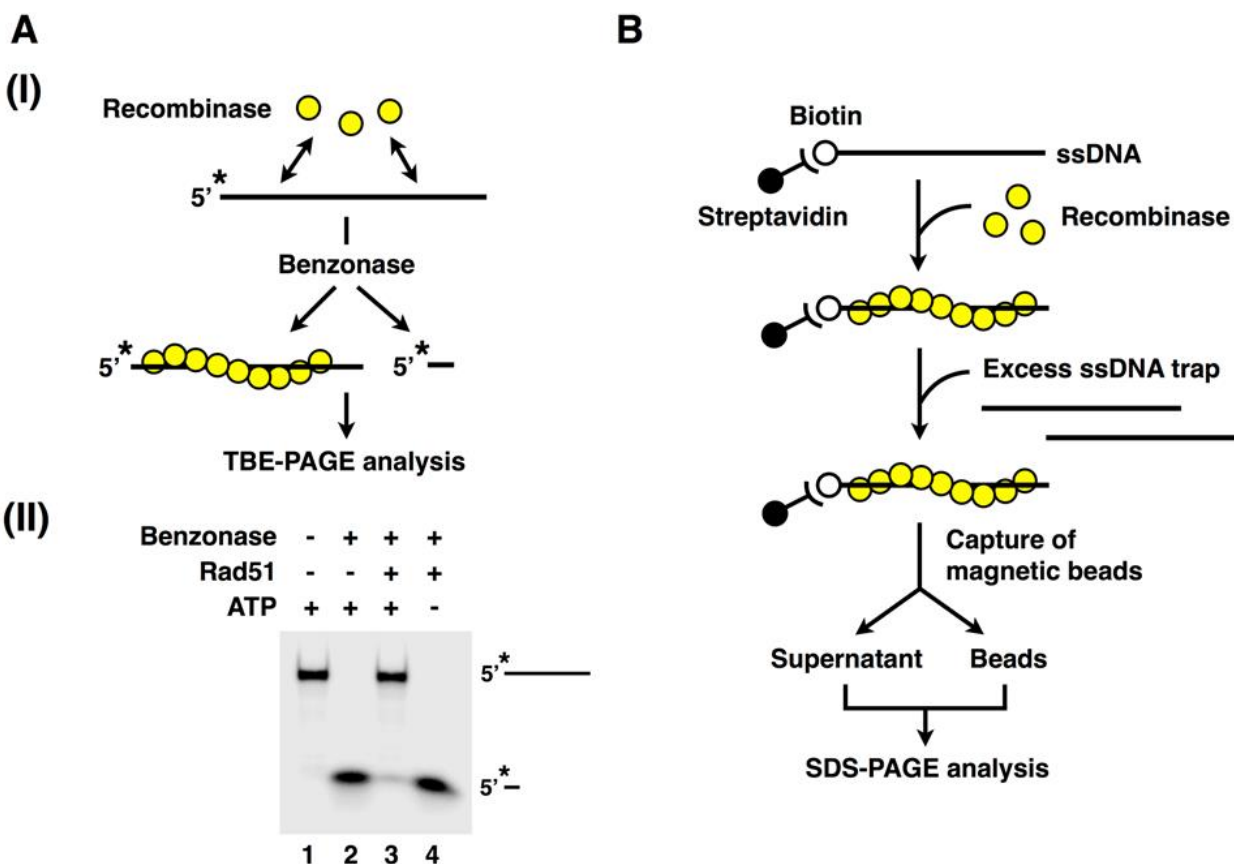 A
(I)
Recombinase
5'*
Benzonase
5'* 5'*
TBE-PAGE analysis
(II)
Benzonase - + + +
Rad51 - - + +
ATP + + + -
5'*
5'*
1 2 3 4
B
Biotin
ssDNA
Streptavidin
Recombinase
Excess ssDNA trap
Capture of
magnetic beads
Supernatant Beads
SDS-PAGE analysis